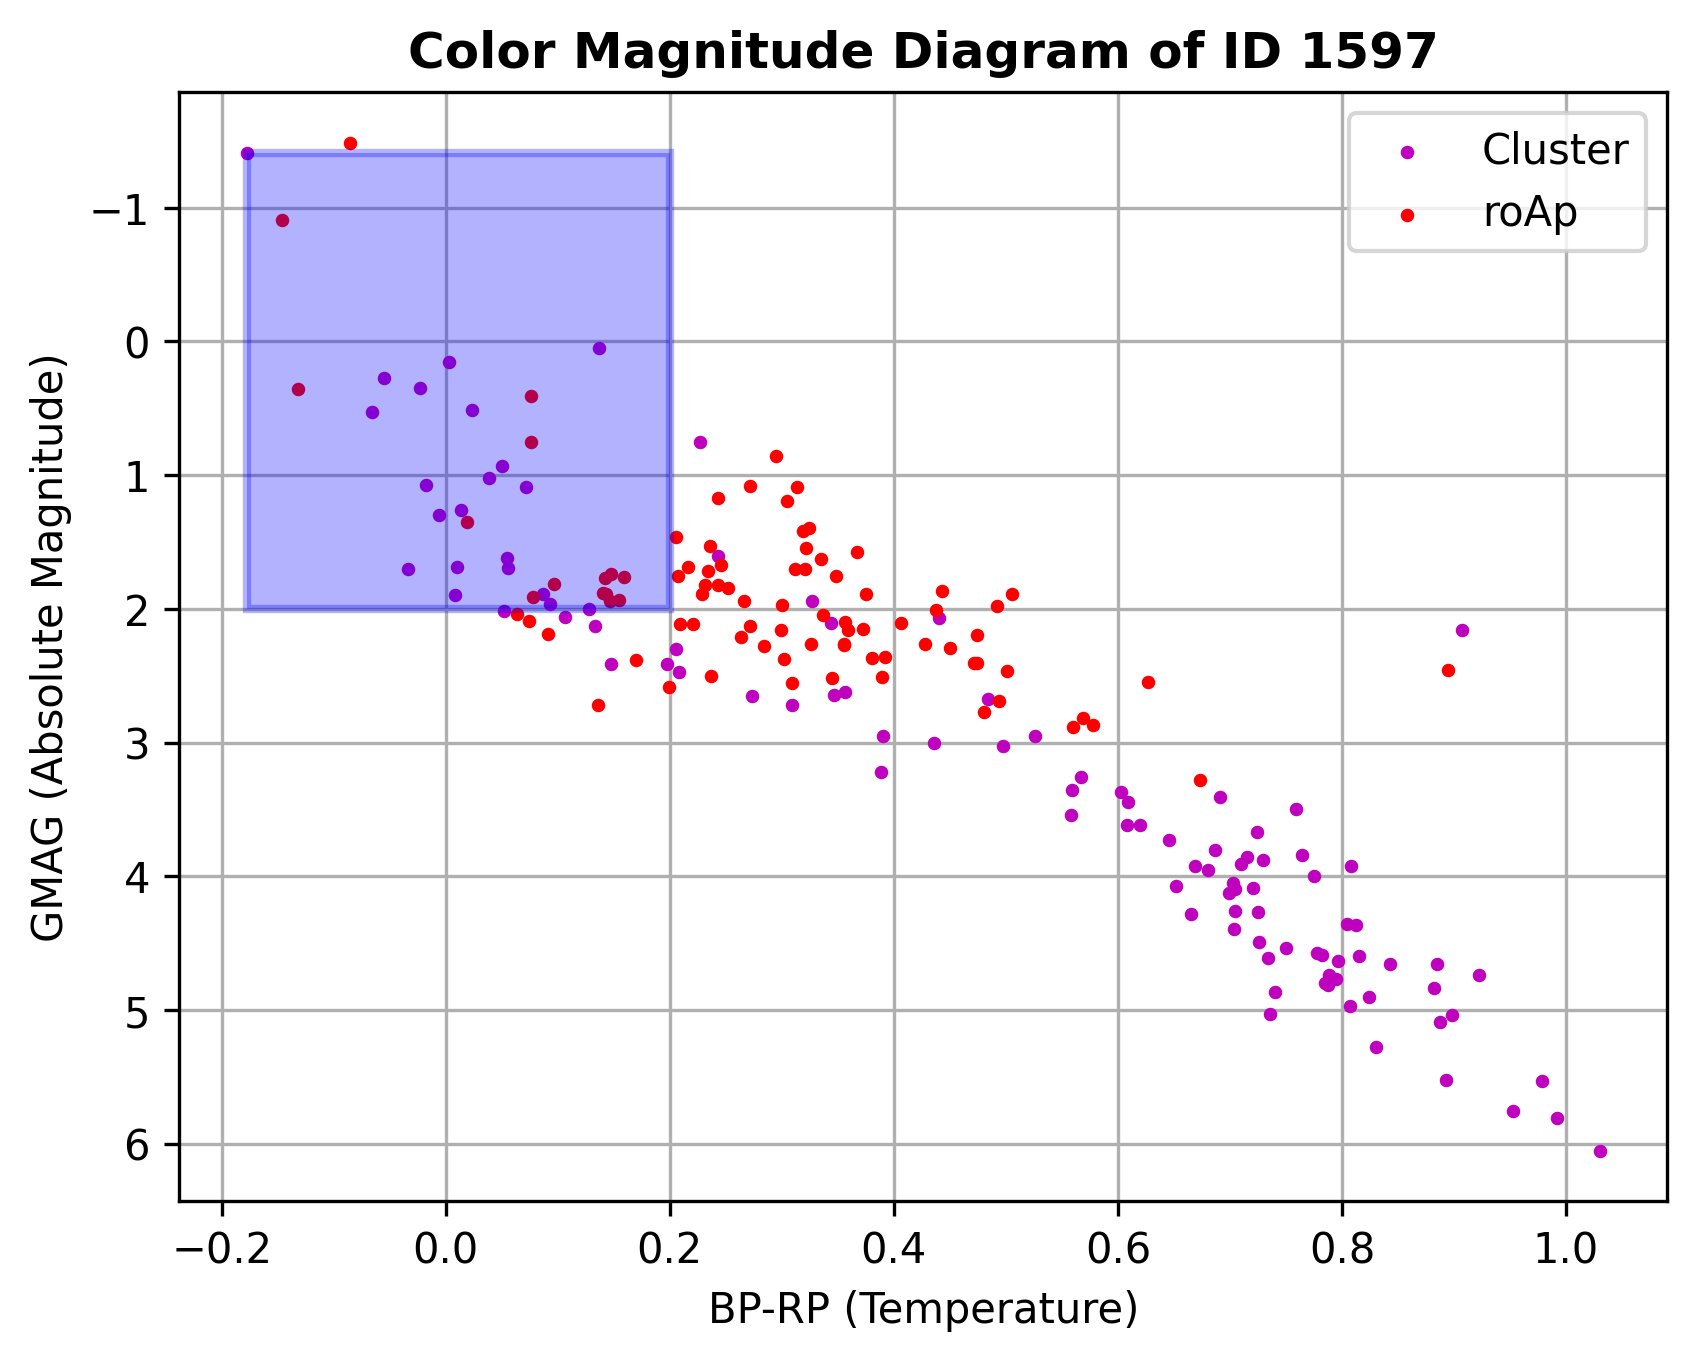 Color Magnitude Diagram of ID 1597
Cluster
roAp
GMAG (Absolute Magnitude)
−1
0
1
2
3
4
5
6
−0.2 0.0 0.2 0.4 0.6 0.8 1.0
BP-RP (Temperature)